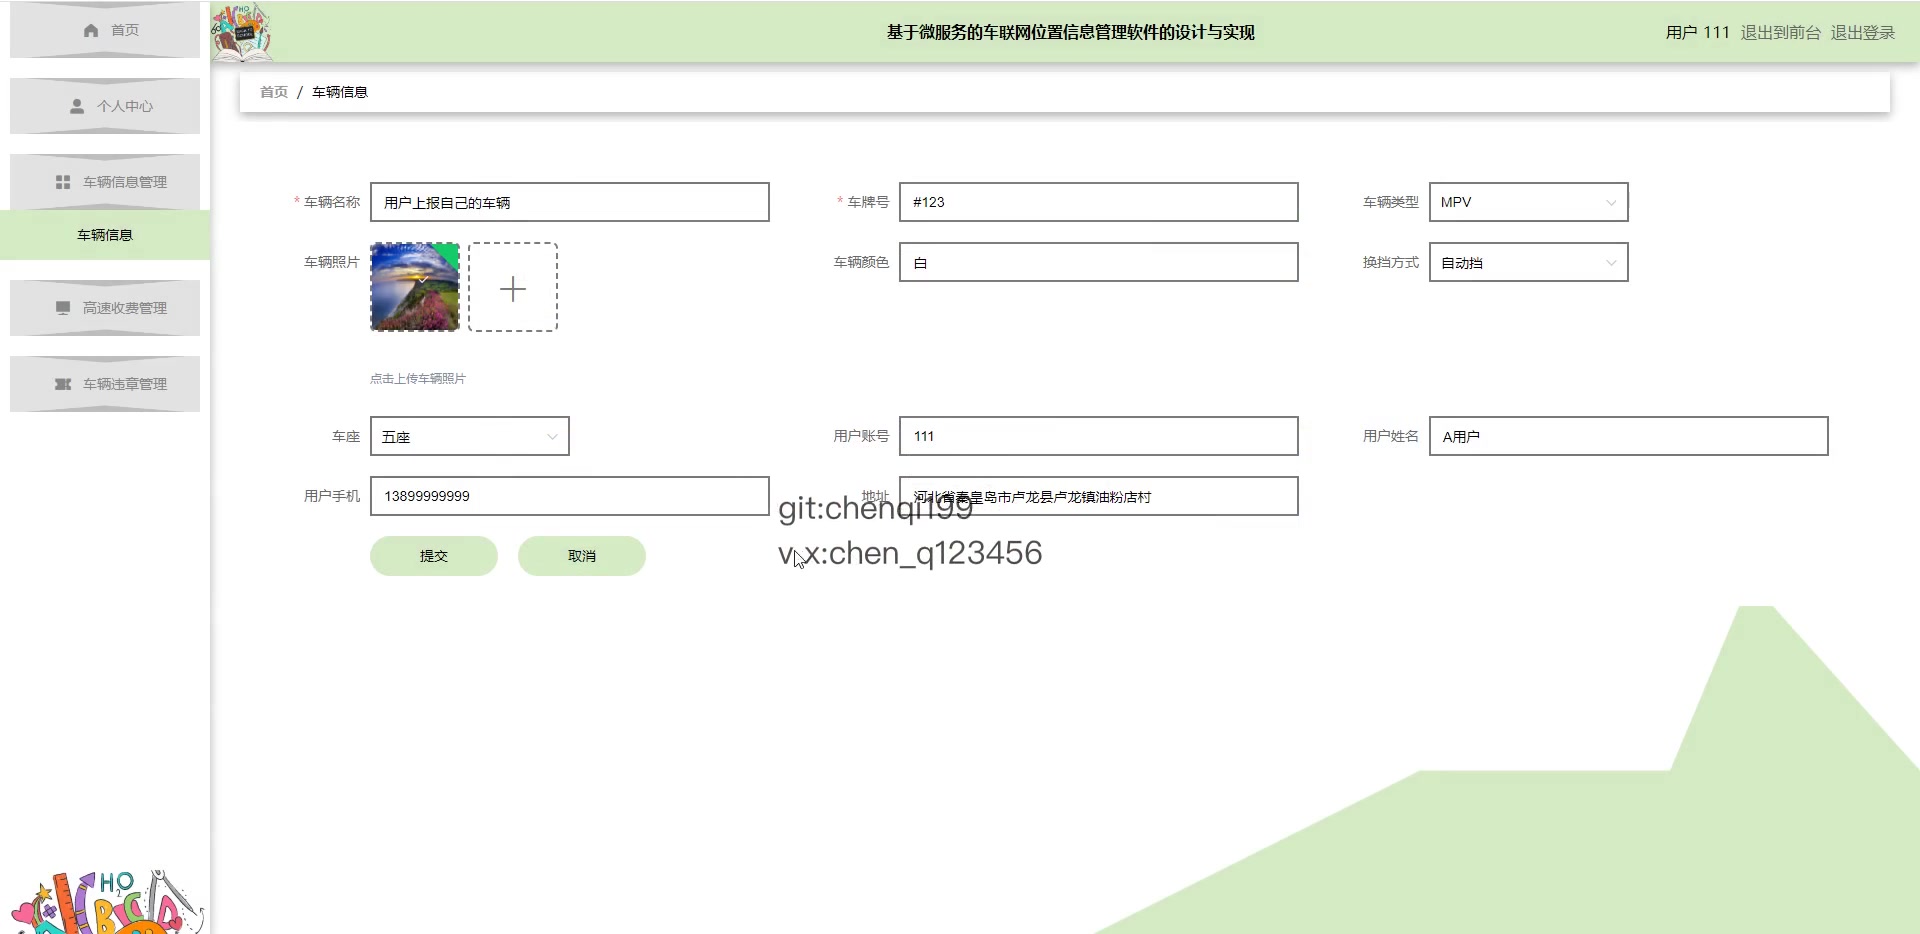 首页
个人中心
车辆信息管理
车辆信息
高速收费管理
车辆违章管理
基于微服务的车联网位置信息管理软件的设计与实现
用户 111 退出到前台 退出登录
首页 / 车辆信息
* 车辆名称 用户上报自己的车辆
* 车牌号 #123
车辆类型 MPV
车辆照片
车辆颜色 白
换挡方式 自动挡
点击上传车辆照片
车座 五座
用户账号 111
用户姓名 A用户
用户手机 13899999999
地址 河北省秦皇岛市卢龙县卢龙镇油粉店村
git:chenqi199
v.x:chen_q123456
提交 取消
HO
2